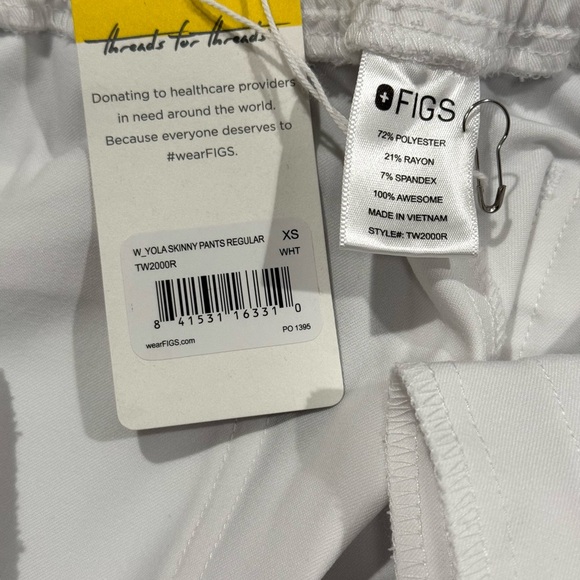 threads for threads
Donating to healthcare providers
in need around the world.
Because everyone deserves to
#wearFIGS.
W_YOLA SKINNY PANTS REGULAR XS
TW2000R WHT
8 41531 16331 0
wearFIGS.com PO 1395
FIGS
72% POLYESTER
21% RAYON
7% SPANDEX
100% AWESOME
MADE IN VIETNAM
STYLE#: TW2000R